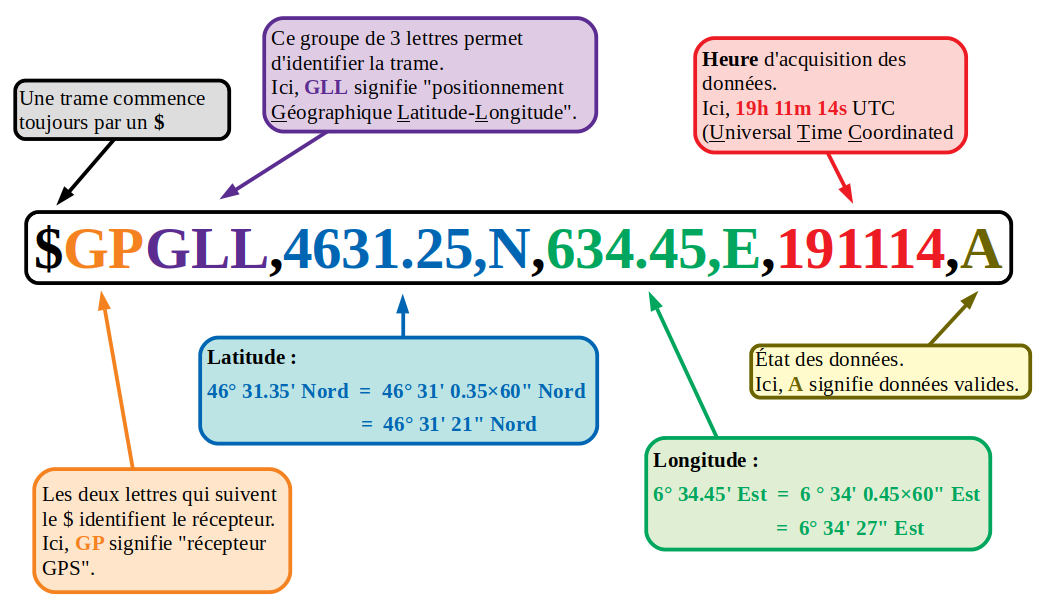 Ce groupe de 3 lettres permet
d'identifier la trame.
Ici, GLL signifie "positionnement
Géographique Latitude-Longitude".
Heure d'acquisition des
données.
Ici, 19h 11m 14s UTC
(Universal Time Coordinated
Une trame commence
toujours par un $
$GPGLL,4631.25,N,634.45,E,191114,A
Latitude :
46° 31.35' Nord = 46° 31' 0.35×60" Nord
= 46° 31' 21" Nord
État des données.
Ici, A signifie données valides.
Longitude :
6° 34.45' Est = 6 ° 34' 0.45×60" Est
= 6° 34' 27" Est
Les deux lettres qui suivent
le $ identifient le récepteur.
Ici, GP signifie "récepteur
GPS".